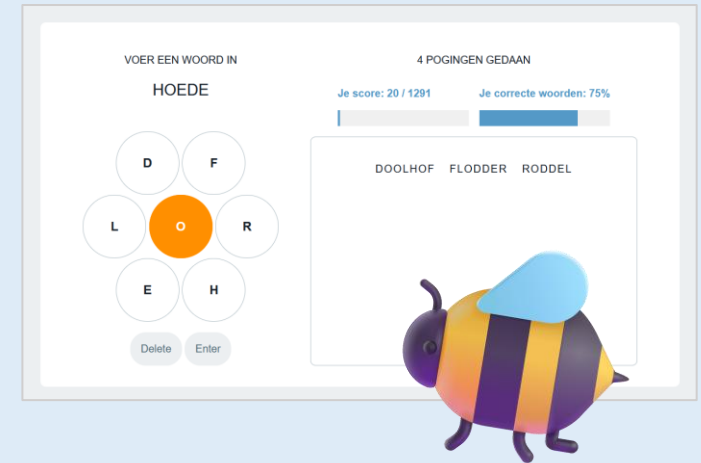 VOER EEN WOORD IN
HOEDE
D F
L O R
E H
Delete Enter
4 POGINGEN GEDAAN
Je score: 20 / 1291 Je correcte woorden: 75%
DOOLHOF FLODDER RODDEL